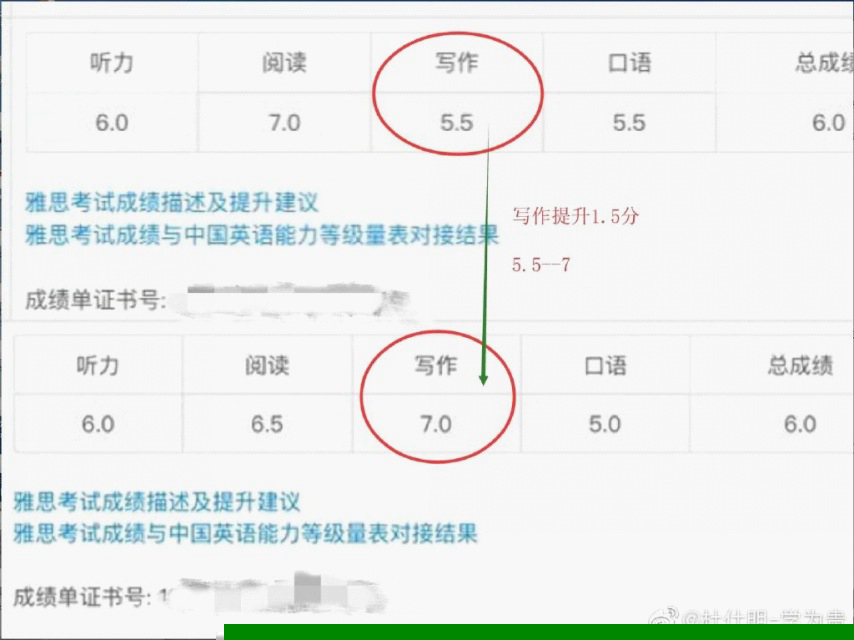 听力 阅读 写作 口语 总成绩
6.0 7.0 5.5 5.5 6.0
雅思考试成绩描述及提升建议
写作提升1.5分
雅思考试成绩与中国英语能力等级量表对接结果
5.5--7
成绩单证书号:
听力 阅读 写作 口语 总成绩
6.0 6.5 7.0 5.0 6.0
雅思考试成绩描述及提升建议
雅思考试成绩与中国英语能力等级量表对接结果
成绩单证书号: 1